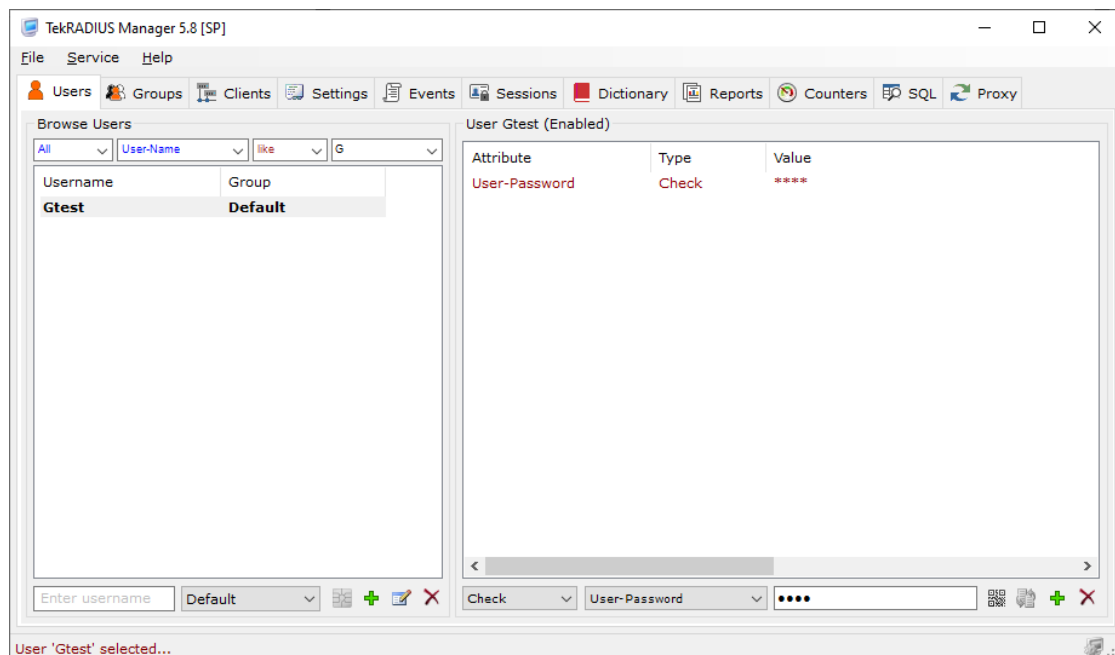 TekRADIUS Manager 5.8 [SP]
File Service Help
Users Groups Clients Settings Events Sessions Dictionary Reports Counters SQL Proxy
Browse Users
All User-Name like G
Username Group
Gtest Default
Enter username Default
User Gtest (Enabled)
Attribute Type Value
User-Password Check ****
Check User-Password ••••
User 'Gtest' selected...